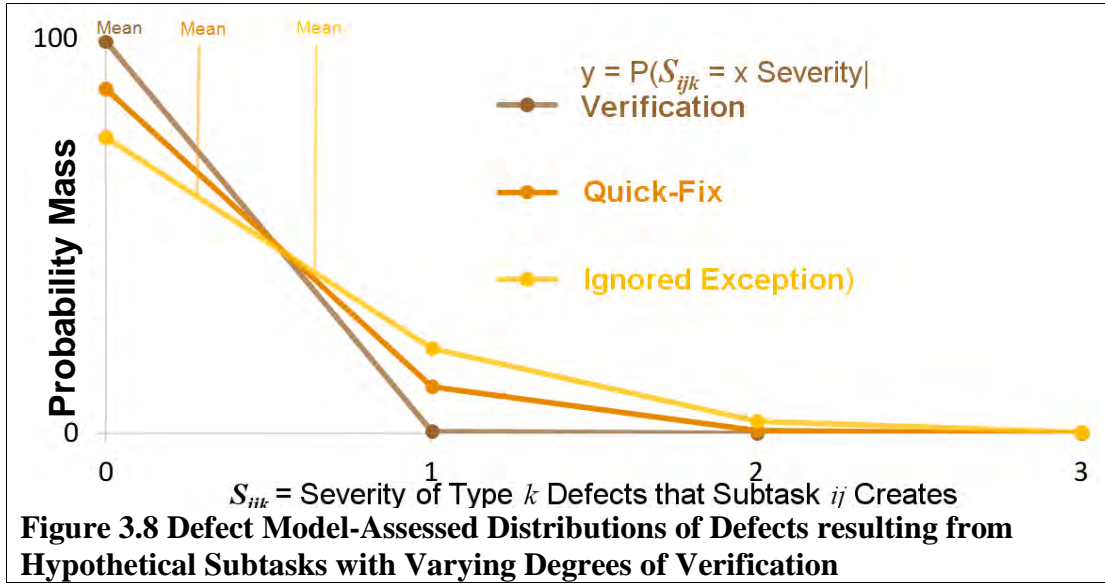 Mean Mean Mean
100
y = P(Sijk = x Severity|
Verification
Quick-Fix
Ignored Exception)
Probability Mass
0
0 1 2 3
Sijk = Severity of Type k Defects that Subtask ij Creates
Figure 3.8 Defect Model-Assessed Distributions of Defects resulting from
Hypothetical Subtasks with Varying Degrees of Verification